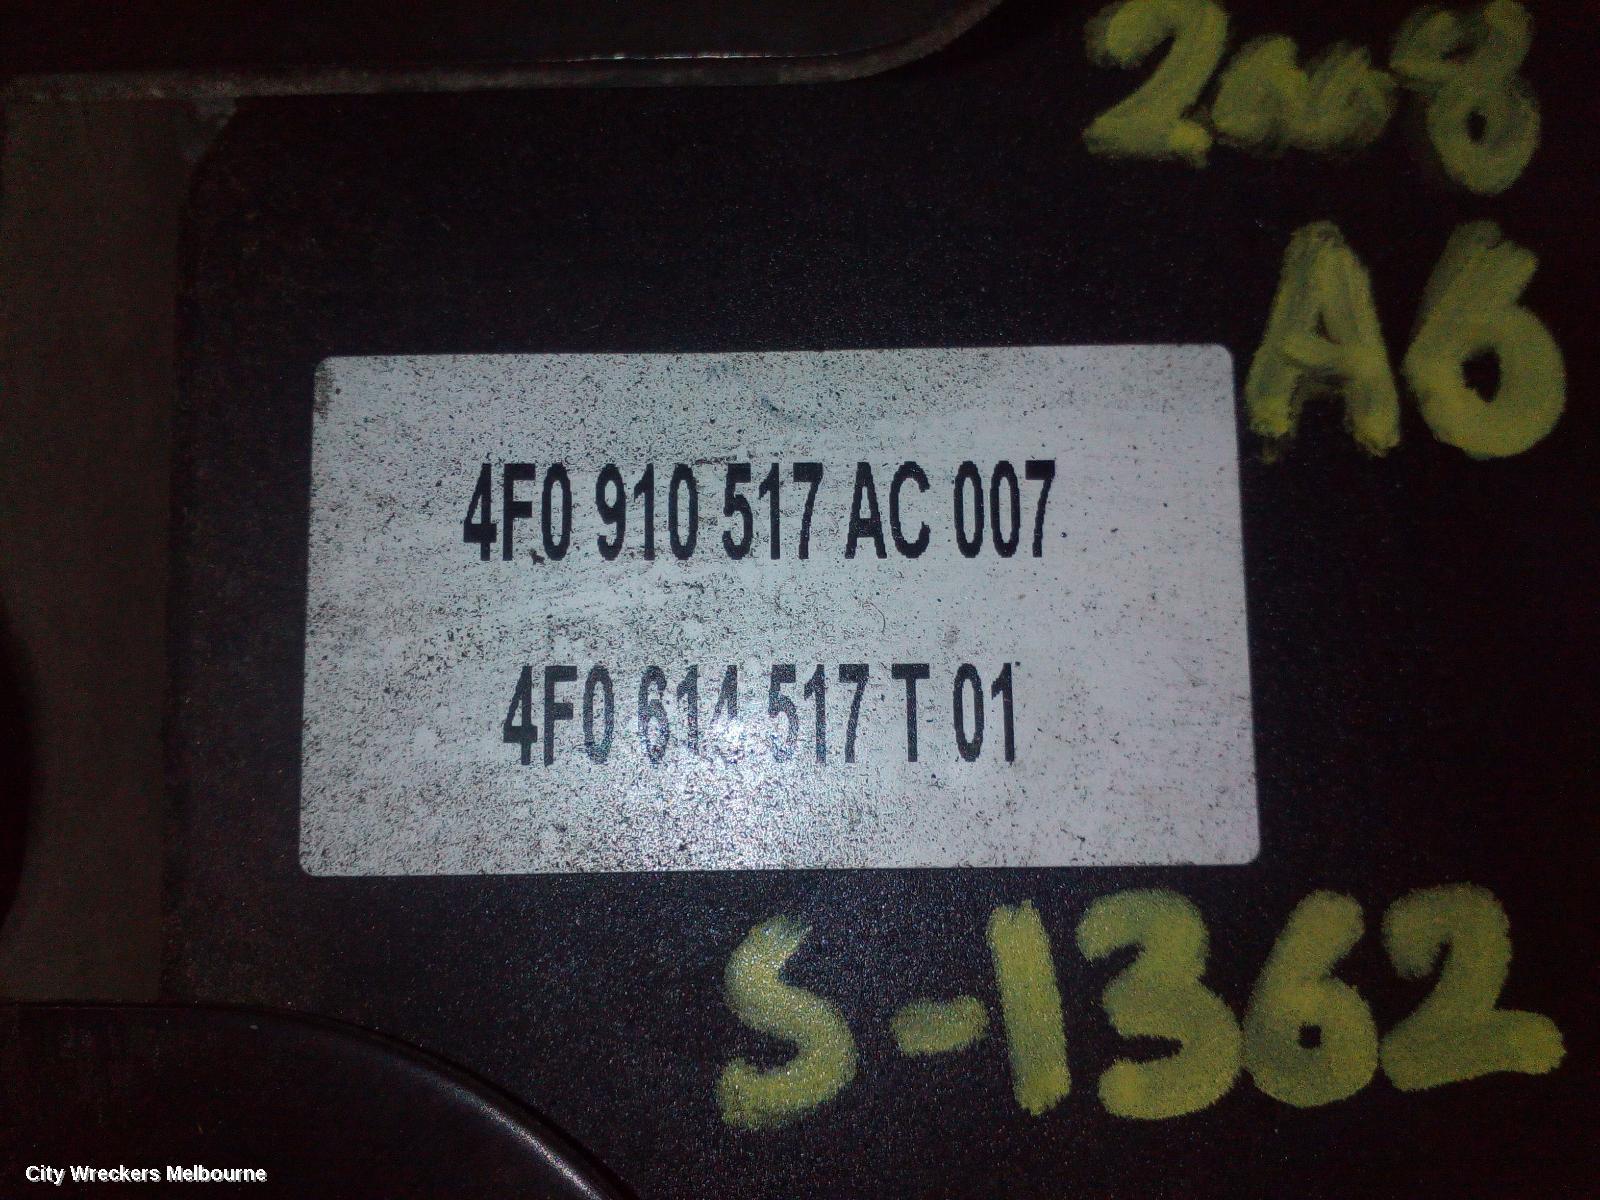 2008
A6
4F0 910 517 AC 007
4F0 614 517 T 01
S-1362
City Wreckers Melbourne